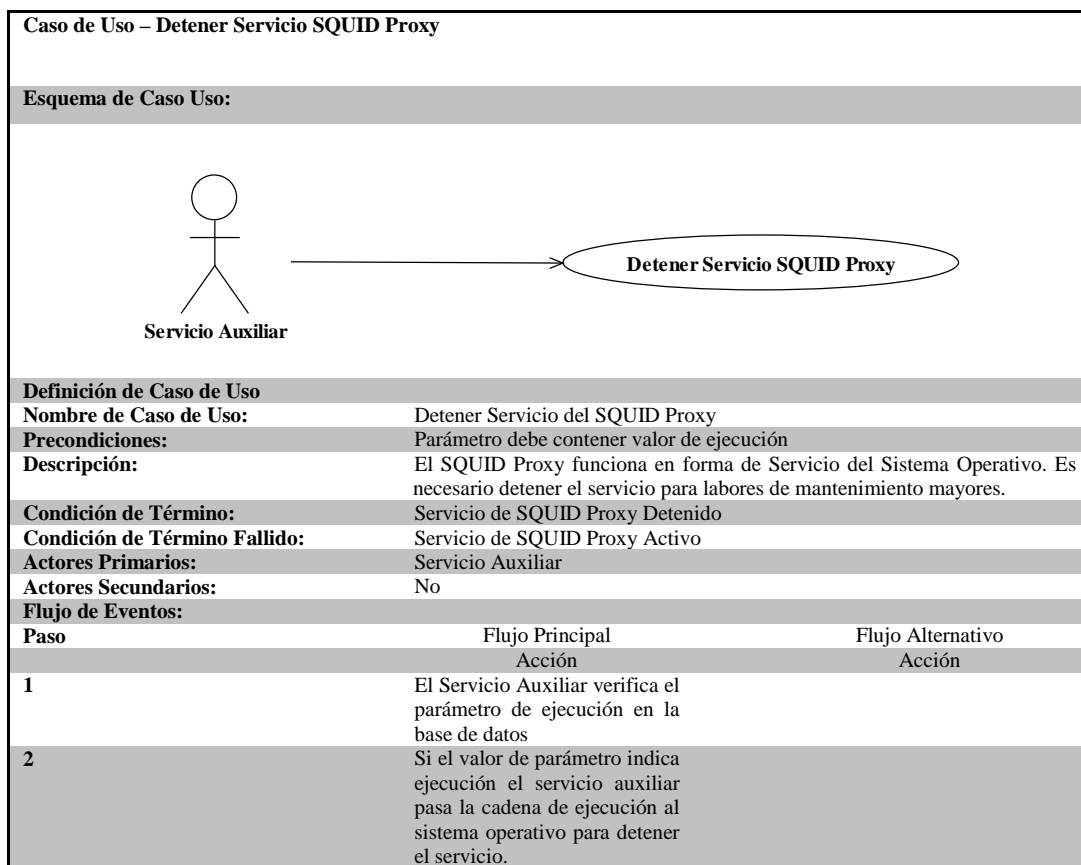 Caso de Uso – Detener Servicio SQUID Proxy
Esquema de Caso Uso:
Detener Servicio SQUID Proxy
Servicio Auxiliar
Definición de Caso de Uso
Nombre de Caso de Uso: Detener Servicio del SQUID Proxy
Precondiciones: Parámetro debe contener valor de ejecución
Descripción: El SQUID Proxy funciona en forma de Servicio del Sistema Operativo. Es
necesario detener el servicio para labores de mantenimiento mayores.
Condición de Término: Servicio de SQUID Proxy Detenido
Condición de Término Fallido: Servicio de SQUID Proxy Activo
Actores Primarios: Servicio Auxiliar
Actores Secundarios: No
Flujo de Eventos:
Paso Flujo Principal Flujo Alternativo
Acción Acción
1 El Servicio Auxiliar verifica el
parámetro de ejecución en la
base de datos
2 Si el valor de parámetro indica
ejecución el servicio auxiliar
pasa la cadena de ejecución al
sistema operativo para detener
el servicio.